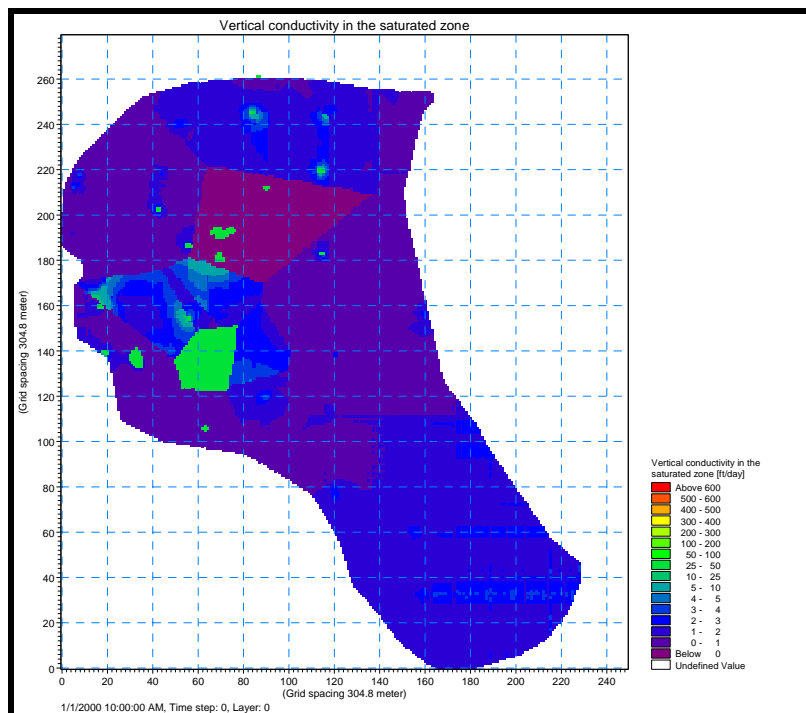 Vertical conductivity in the saturated zone
260
240
220
200
180
160
140
120
100
80
60
40
20
0
(Grid spacing 304.8 meter)
0 20 40 60 80 100 120 140 160 180 200 220 240
(Grid spacing 304.8 meter)
1/1/2000 10:00:00 AM, Time step: 0, Layer: 0
Vertical conductivity in the
saturated zone [ft/day]
Above 600
500 - 600
400 - 500
300 - 400
200 - 300
100 - 200
50 - 100
25 - 50
10 - 25
5 - 10
4 - 5
3 - 4
2 - 3
1 - 2
0 - 1
Below 0
Undefined Value